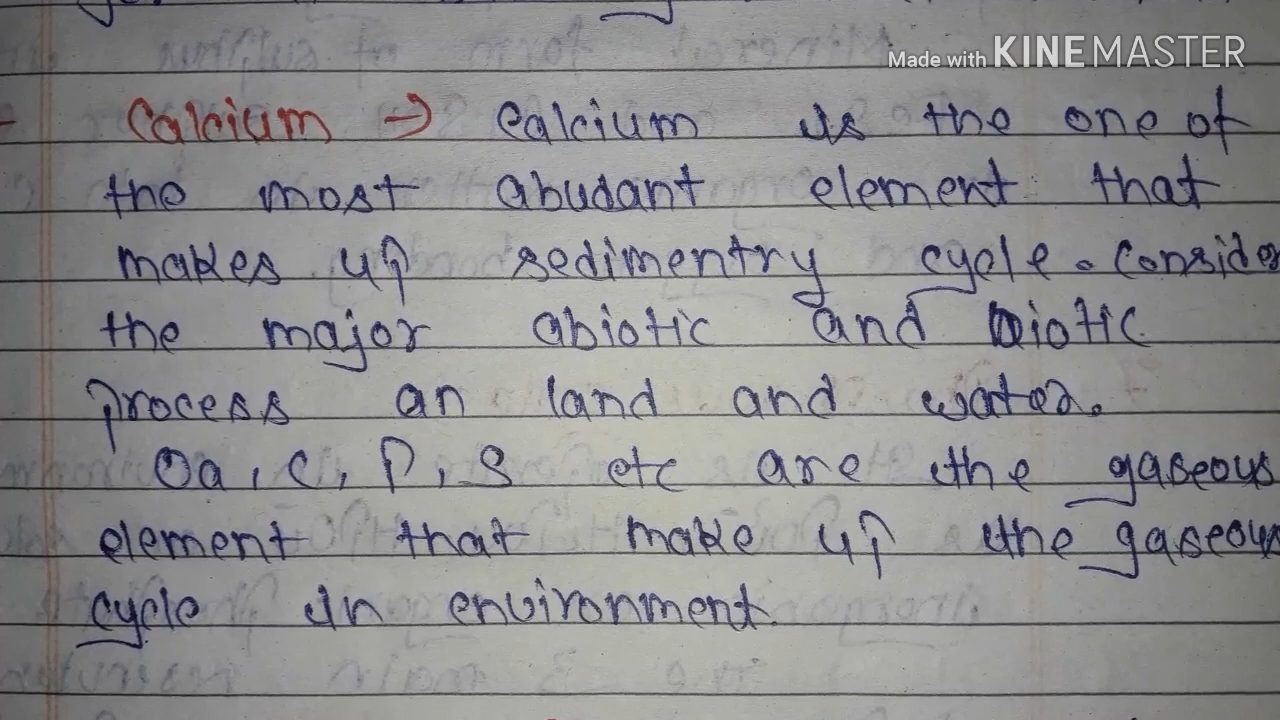 Made with KINEMASTER
Calcium → Calcium is the one of
the most abudant element that
makes up sedimentry cycle. Consider
the major abiotic and biotic
process an land and water.
Oa, C, P, S etc are the gaseous
element that make up the gaseous
cycle in environment.